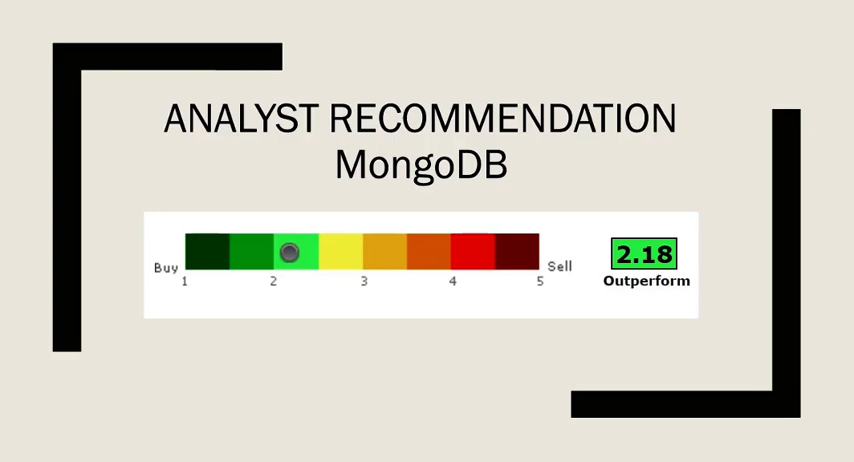 ANALYST RECOMMENDATION
MongoDB
Buy
Sell
1
2
3
4
5
2.18
Outperform